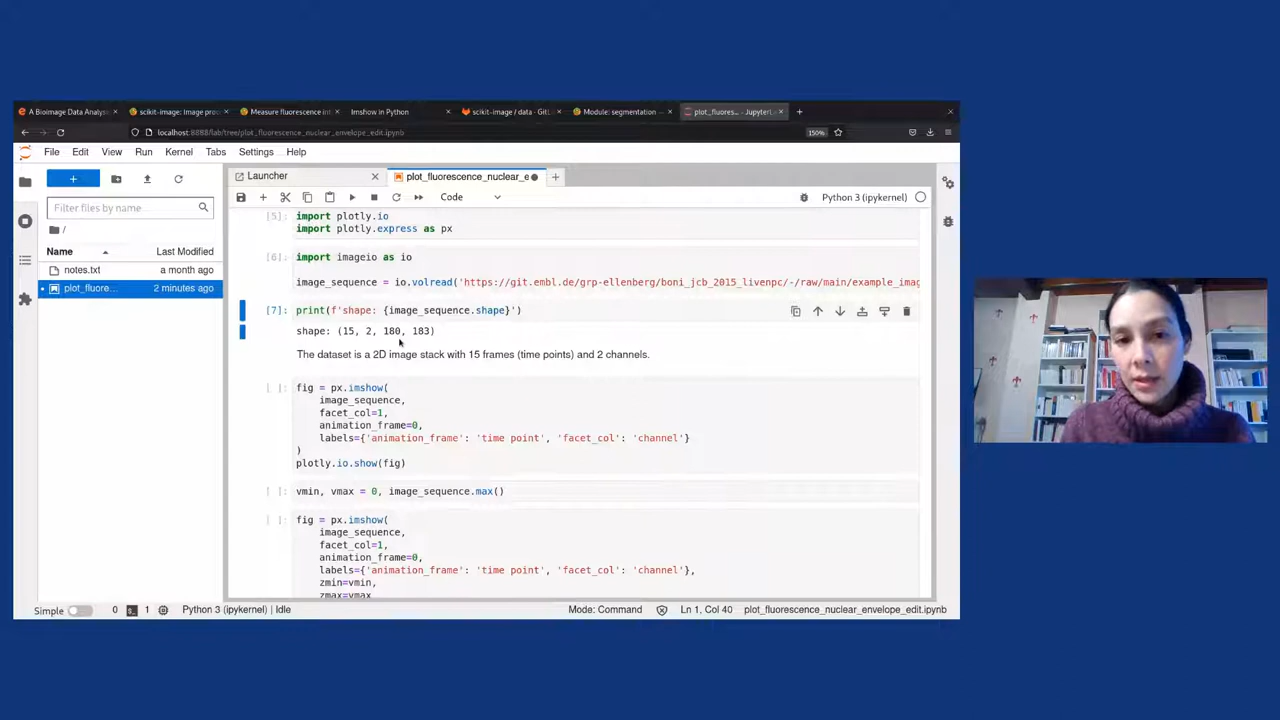 A Bioimage Data Analys
scikit-image: Image proc
Measure fluorescence in
Imshow in Python
scikit-image / data · GitL
Module: segmentation —
plot_fluores… - JupyterL
localhost:8888/lab/tree/plot_fluorescence_nuclear_envelope_edit.ipynb
150%
File Edit View Run Kernel Tabs Settings Help
Launcher
plot_fluorescence_nuclear_e
Filter files by name
Code
Python 3 (ipykernel)
/
Name Last Modified
notes.txt a month ago
plot_fluore… 2 minutes ago
[5]: import plotly.io
import plotly.express as px
[6]: import imageio as io
image_sequence = io.volread('https://git.embl.de/grp-ellenberg/boni_jcb_2015_livenpc/-/raw/main/example_imag
[7]: print(f'shape: {image_sequence.shape}')
shape: (15, 2, 180, 183)
The dataset is a 2D image stack with 15 frames (time points) and 2 channels.
[ ]: fig = px.imshow(
image_sequence,
facet_col=1,
animation_frame=0,
labels={'animation_frame': 'time point', 'facet_col': 'channel'}
)
plotly.io.show(fig)
[ ]: vmin, vmax = 0, image_sequence.max()
[ ]: fig = px.imshow(
image_sequence,
facet_col=1,
animation_frame=0,
labels={'animation_frame': 'time point', 'facet_col': 'channel'},
zmin=vmin,
zmax=vmax
Simple 0 1 Python 3 (ipykernel) | Idle Mode: Command Ln 1, Col 40 plot_fluorescence_nuclear_envelope_edit.ipynb